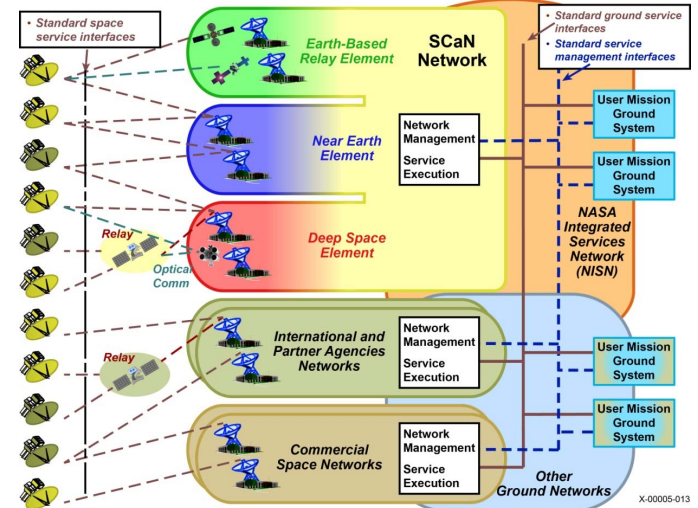 • Standard space
service interfaces
Earth-Based
Relay Element
SCaN
Network
• Standard ground service
interfaces
• Standard service
management interfaces
Near Earth
Element
Network
Management
Service
Execution
User Mission
Ground
System
User Mission
Ground
System
NASA
Integrated
Services
Network
(NISN)
Relay
Optical
Comm
Deep Space
Element
Relay
International and
Partner Agencies
Networks
Network
Management
Service
Execution
User Mission
Ground
System
User Mission
Ground
System
Commercial
Space Networks
Network
Management
Service
Execution
Other
Ground Networks
X-00005-013